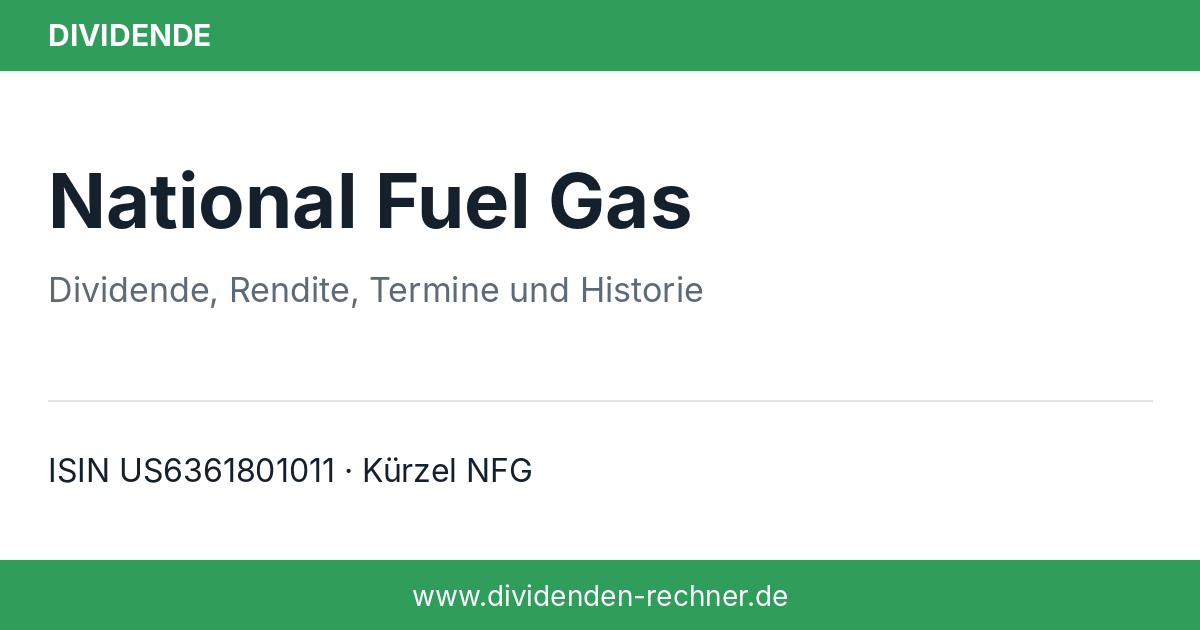 DIVIDENDE
National Fuel Gas
Dividende, Rendite, Termine und Historie
ISIN US6361801011 · Kürzel NFG
www.dividenden-rechner.de